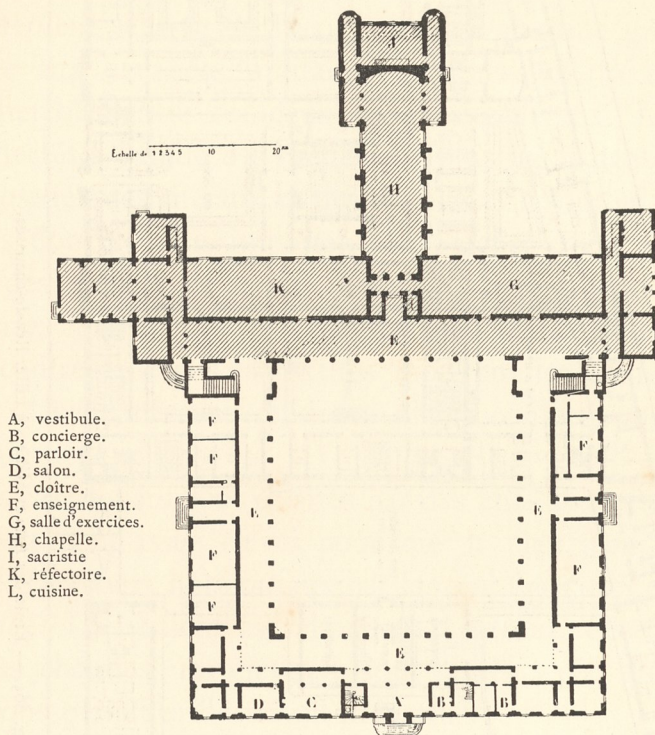 J
Echelle de 1 2 3 4 5 10 20 m
H
L K G
E
A, vestibule.
B, concierge.
C, parloir.
D, salon.
E, cloître.
F, enseignement.
G, salle d'exercices.
H, chapelle.
I, sacristie
K, réfectoire.
L, cuisine.
F
F F
E E
F F
F
E
D C A B B